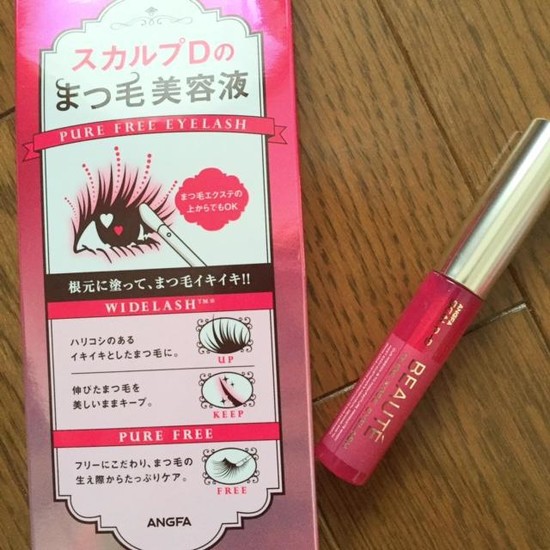 ANGFA
スカルプDの
まつ毛美容液
PURE FREE EYELASH
まつ毛エクステの
上からでもOK
根元に塗って、まつ毛イキイキ!!
WIDELASH™※
ハリコシのある
イキイキとしたまつ毛に。
UP
伸びたまつ毛を
美しいままキープ。
KEEP
PURE FREE
フリーにこだわり、まつ毛の
生え際からたっぷりケア。
FREE
ANGFA
ANGFA
BEAUTÉ